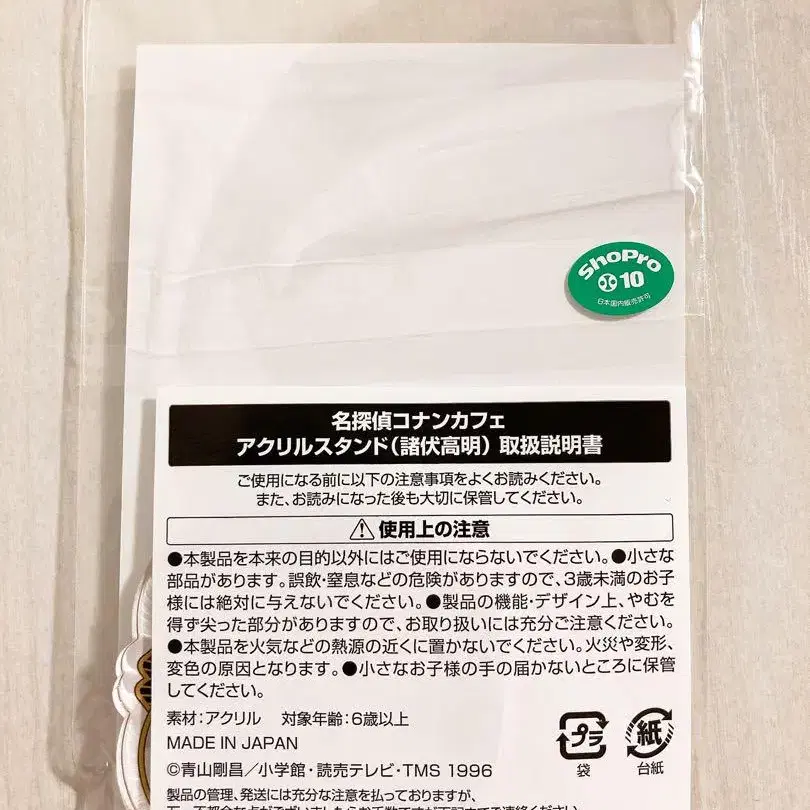 ShoPro
10
日本国内販売許可
名探偵コナンカフェ
アクリルスタンド(諸伏高明) 取扱説明書
ご使用になる前に以下の注意事項をよくお読みください。
また、お読みになった後も大切に保管してください。
使用上の注意
●本製品を本来の目的以外にはご使用にならないでください。●小さな
部品があります。誤飲・窒息などの危険がありますので、3歳未満のお子
様には絶対に与えないでください。●製品の機能・デザイン上、やむを
得ず尖った部分がありますので、お取り扱いには充分ご注意ください。
●本製品を火気などの熱源の近くに置かないでください。火災や変形、
変色の原因となります。●小さなお子様の手の届かないところに保管
してください。
素材:アクリル 対象年齢:6歳以上
MADE IN JAPAN
プラ
袋
紙
台紙
©青山剛昌/小学館・読売テレビ・TMS 1996
製品の管理、発送には充分な注意を払っておりますが、